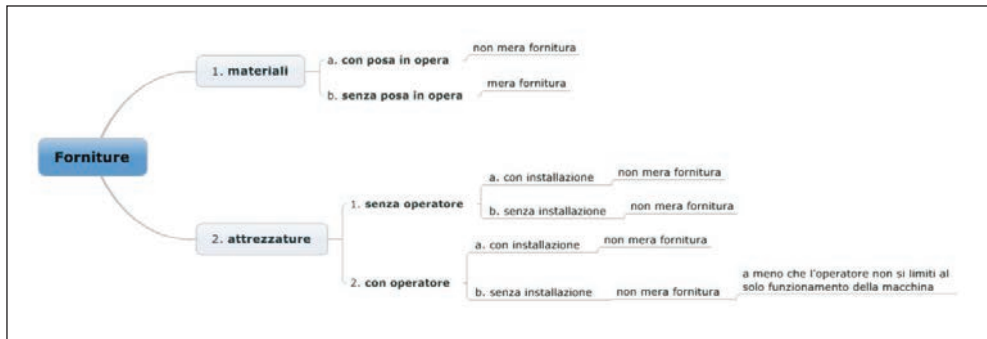 Forniture
1. materiali
a. con posa in opera
non mera fornitura
b. senza posa in opera
mera fornitura
2. attrezzature
1. senza operatore
a. con installazione
non mera fornitura
b. senza installazione
non mera fornitura
2. con operatore
a. con installazione
non mera fornitura
b. senza installazione
non mera fornitura
a meno che l'operatore non si limiti al
solo funzionamento della macchina